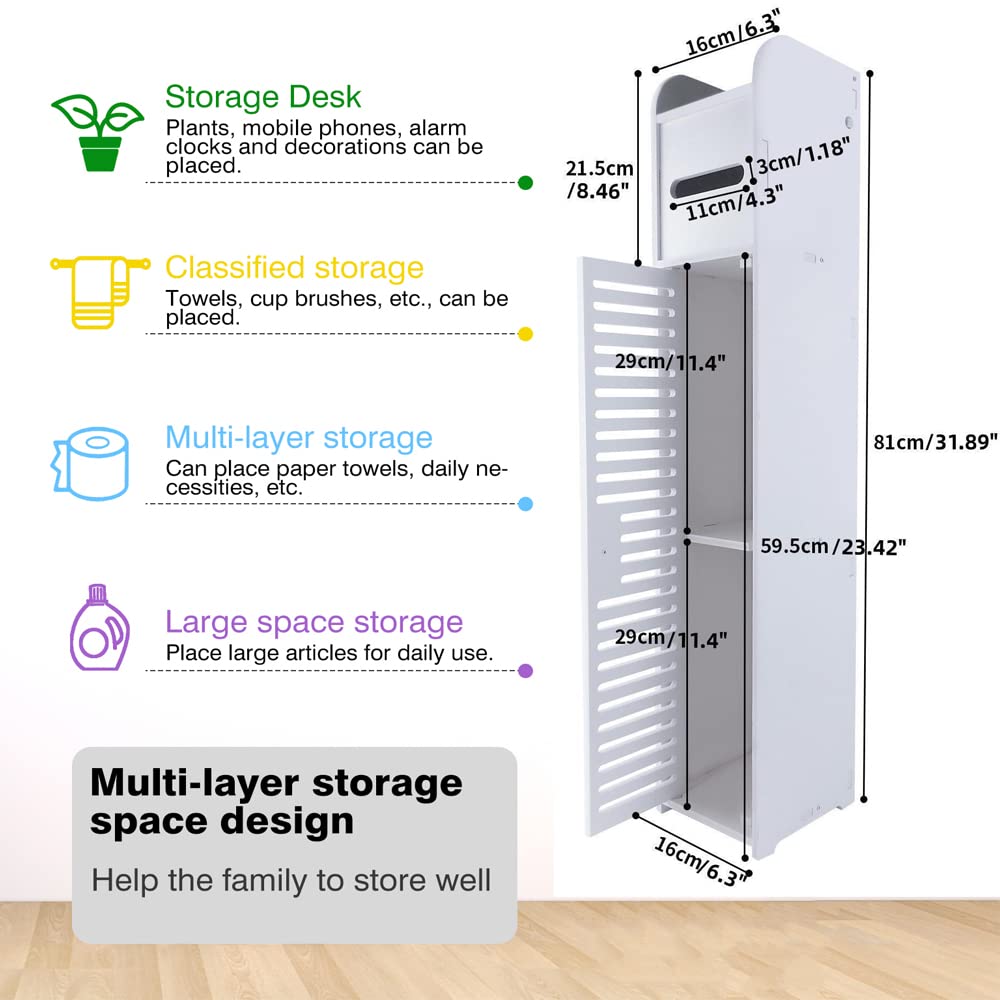 Storage Desk
Plants, mobile phones, alarm
clocks and decorations can be
placed.
Classified storage
Towels, cup brushes, etc., can be
placed.
Multi-layer storage
Can place paper towels, daily ne-
cessities, etc.
Large space storage
Place large articles for daily use.
Multi-layer storage
space design
Help the family to store well
16cm/6.3"
21.5cm
/8.46"
3cm/1.18"
11cm/4.3"
29cm/11.4"
81cm/31.89"
59.5cm/23.42"
29cm/11.4"
16cm/6.3"